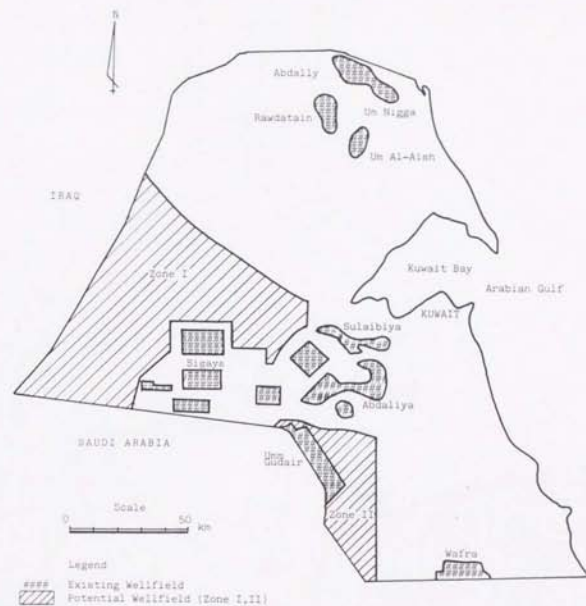 N
Abdally
Um Nigga
Rawdatain
Um Al-Aish
IRAQ
Zone I
Kuwait Bay
Arabian Gulf
KUWAIT
Sulaibiya
Sigaya
Abdaliya
SAUDI ARABIA
Umm
Gudair
Zone II
Scale
0 50
km
Wafra
Legend
#### Existing Wellfield
Potential Wellfield (Zone I,II)